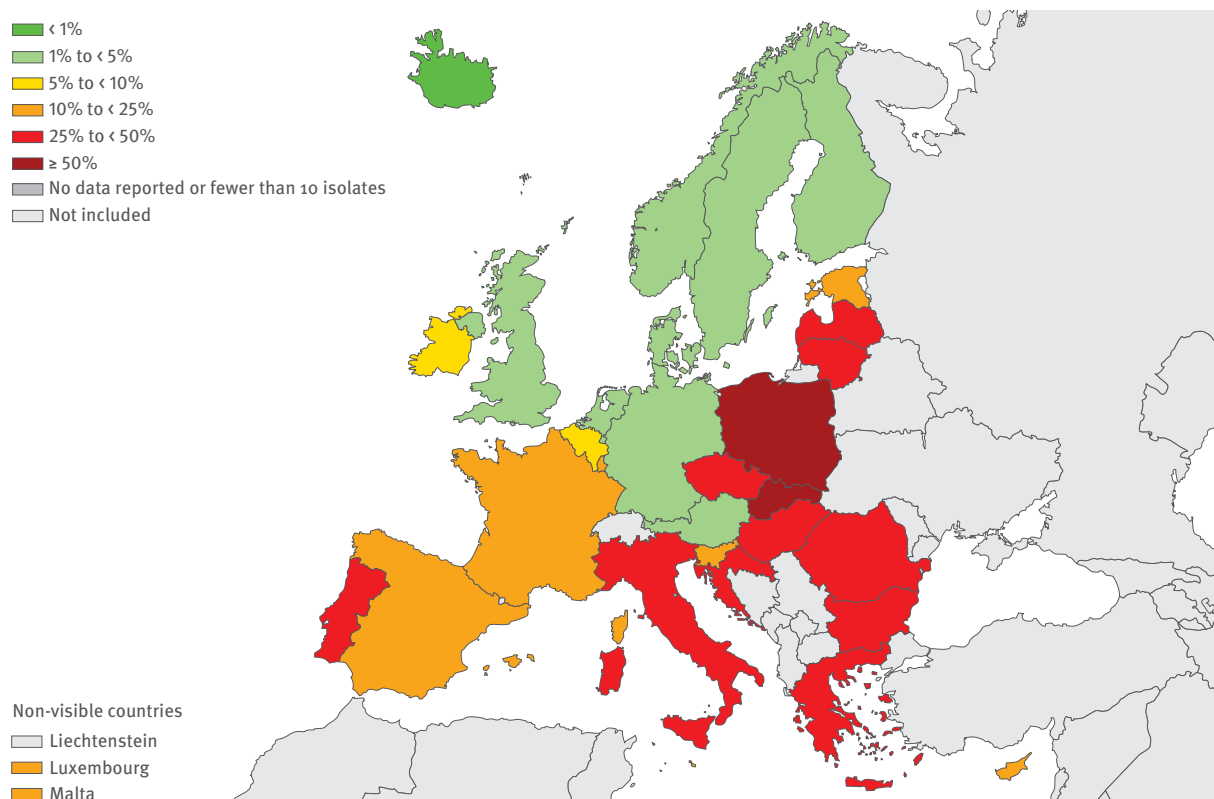 < 1%
1% to < 5%
5% to < 10%
10% to < 25%
25% to < 50%
≥ 50%
No data reported or fewer than 10 isolates
Not included
Non-visible countries
Liechtenstein
Luxembourg
Malta